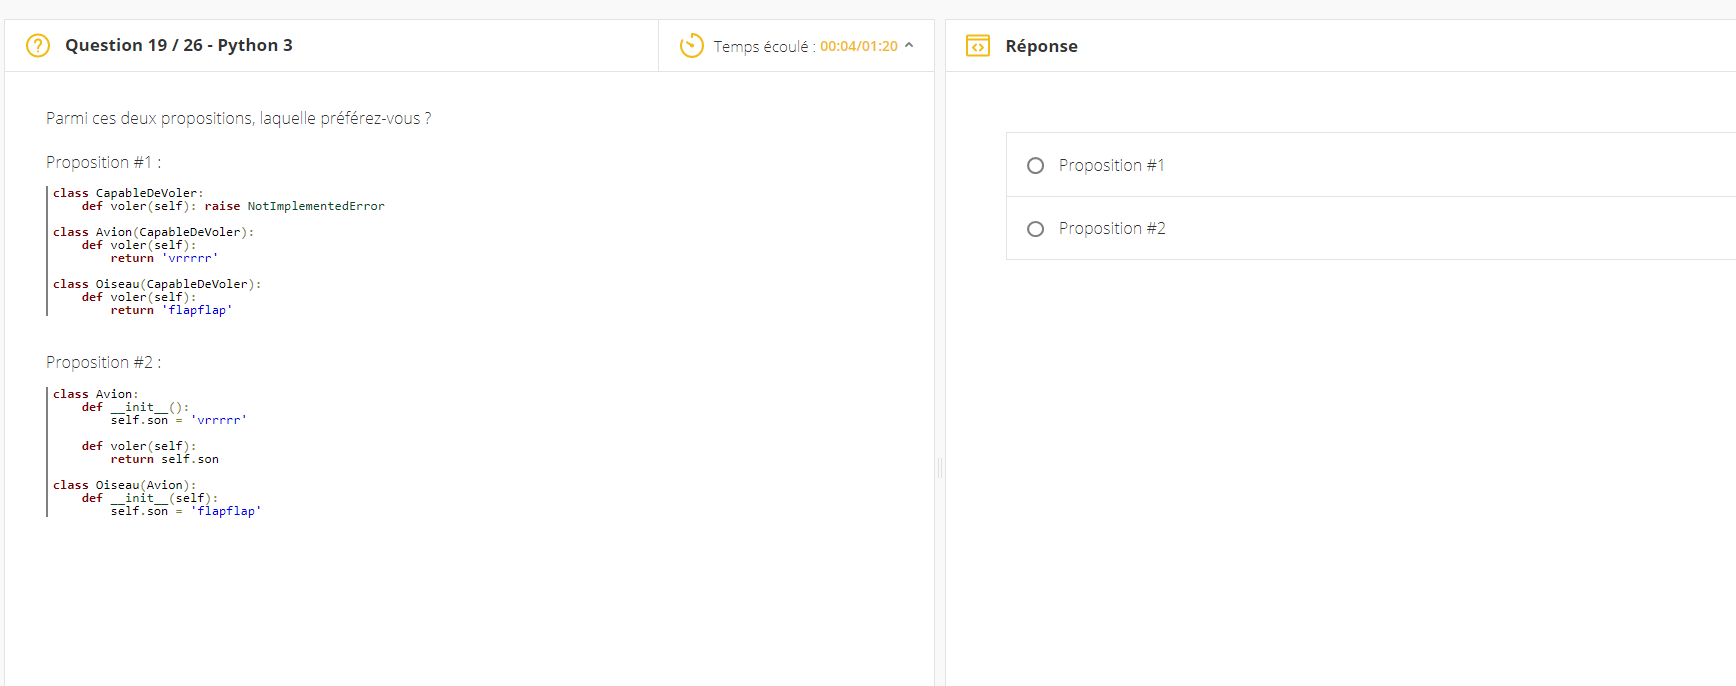 Question 19 / 26 - Python 3
Temps écoulé : 00:04/01:20
Réponse
Parmi ces deux propositions, laquelle préférez-vous ?
Proposition #1 :
class CapableDeVoler:
    def voler(self): raise NotImplementedError
class Avion(CapableDeVoler):
    def voler(self):
        return 'vrrrrr'
class Oiseau(CapableDeVoler):
    def voler(self):
        return 'flapflap'
Proposition #2 :
class Avion:
    def __init__():
        self.son = 'vrrrrr'
    def voler(self):
        return self.son
class Oiseau(Avion):
    def __init__(self):
        self.son = 'flapflap'
Proposition #1
Proposition #2